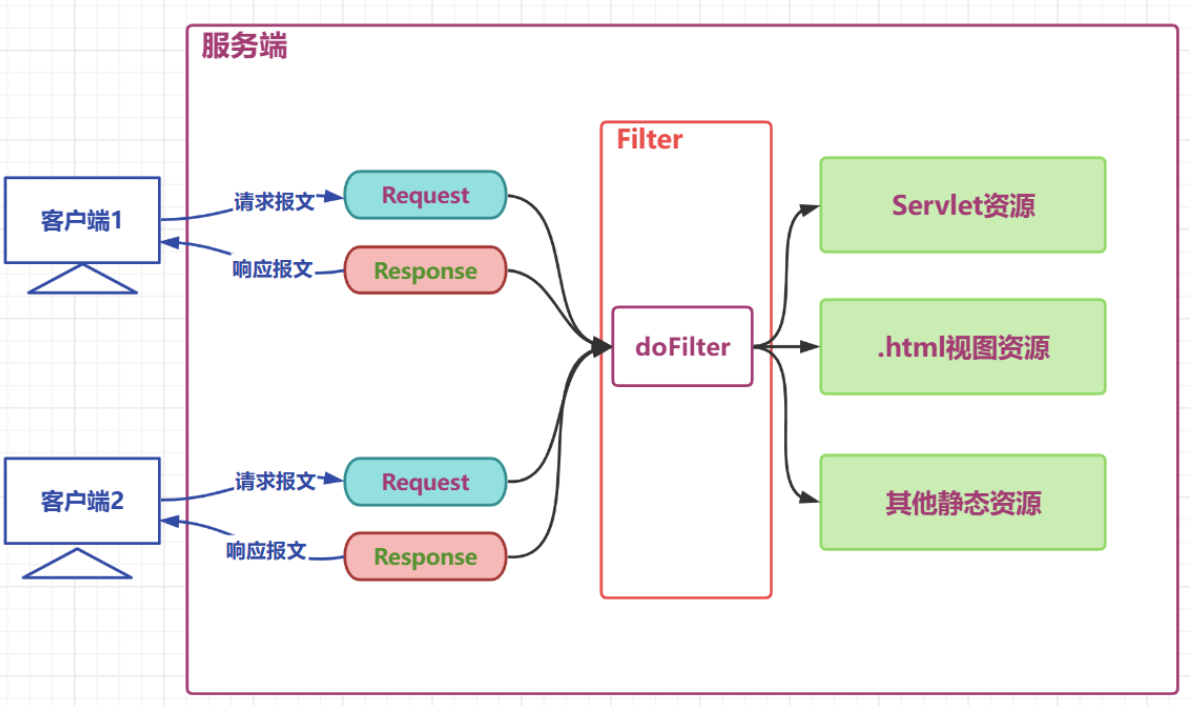 服务端
Filter
客户端1
请求报文
Request
响应报文
Response
doFilter
Servlet资源
.html视图资源
客户端2
请求报文
Request
响应报文
Response
其他静态资源